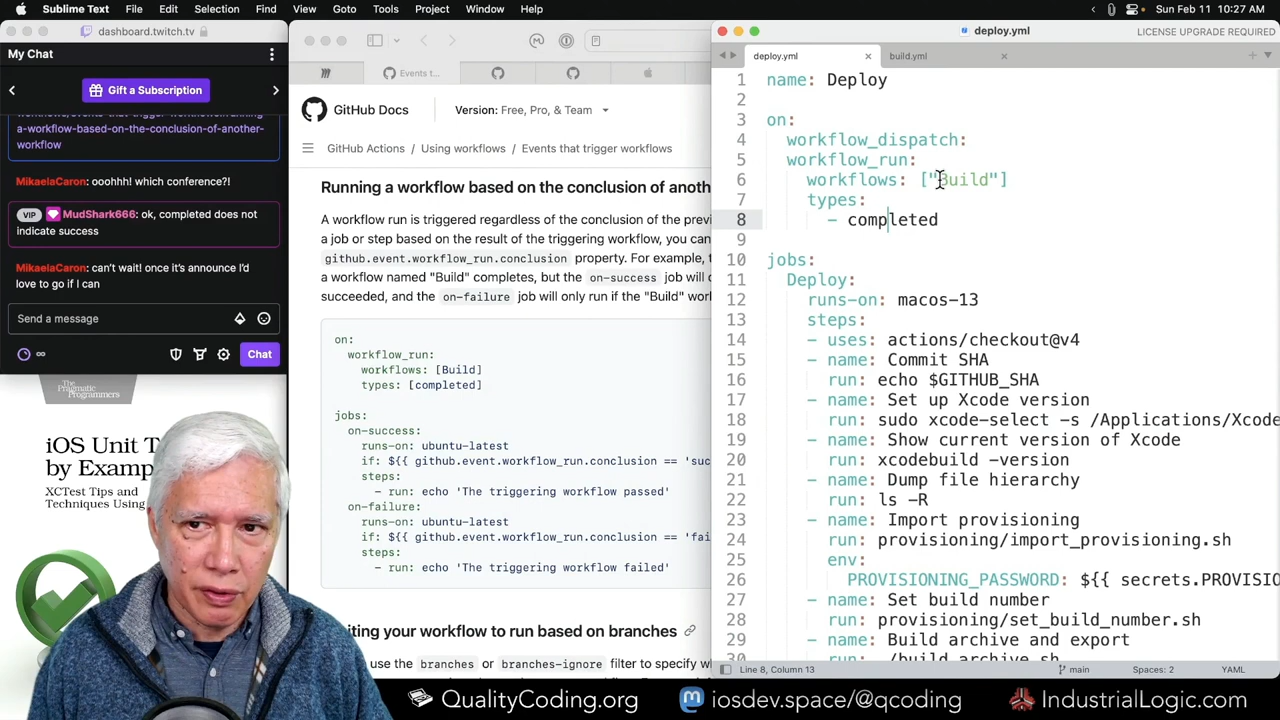 Sublime Text File Edit Selection Find View Goto Tools Project Window Help
Sun Feb 11 10:27 AM
dashboard.twitch.tv
My Chat
Gift a Subscription
a-workflow-based-on-the-conclusion-of-another-
workflow
MikaelaCaron: ooohhh! which conference?!
VIP MudShark666: ok, completed does not
indicate success
MikaelaCaron: can't wait! once it's announce I'd
love to go if I can
Send a message
Chat
The
Pragmatic
Programmers
iOS Unit T
by Examp
XCTest Tips and
Techniques Using
Events t...
GitHub Docs
Version: Free, Pro, & Team
GitHub Actions / Using workflows / Events that trigger workflows
Running a workflow based on the conclusion of anoth
A workflow run is triggered regardless of the conclusion of the previ
a job or step based on the result of the triggering workflow, you can
github.event.workflow_run.conclusion property. For example, t
a workflow named "Build" completes, but the on-success job will o
succeeded, and the on-failure job will only run if the "Build" work
on:
workflow_run:
workflows: [Build]
types: [completed]
jobs:
on-success:
runs-on: ubuntu-latest
if: ${{ github.event.workflow_run.conclusion == 'suc
steps:
- run: echo 'The triggering workflow passed'
on-failure:
runs-on: ubuntu-latest
if: ${{ github.event.workflow_run.conclusion == 'fai
steps:
- run: echo 'The triggering workflow failed'
iting your workflow to run based on branches
use the branches or branches-ignore filter to specify wh
deploy.yml
LICENSE UPGRADE REQUIRED
deploy.yml build.yml
1 name: Deploy
2
3 on:
4 workflow_dispatch:
5 workflow_run:
6 workflows: ["Build"]
7 types:
8 - completed
9
10 jobs:
11 Deploy:
12 runs-on: macos-13
13 steps:
14 - uses: actions/checkout@v4
15 - name: Commit SHA
16 run: echo $GITHUB_SHA
17 - name: Set up Xcode version
18 run: sudo xcode-select -s /Applications/Xcode
19 - name: Show current version of Xcode
20 run: xcodebuild -version
21 - name: Dump file hierarchy
22 run: ls -R
23 - name: Import provisioning
24 run: provisioning/import_provisioning.sh
25 env:
26 PROVISIONING_PASSWORD: ${{ secrets.PROVISIO
27 - name: Set build number
28 run: provisioning/set_build_number.sh
29 - name: Build archive and export
30 run: ./build_archive.sh
Line 8, Column 13
main
Spaces: 2
YAML
QualityCoding.org
iosdev.space/@qcoding
IndustrialLogic.com